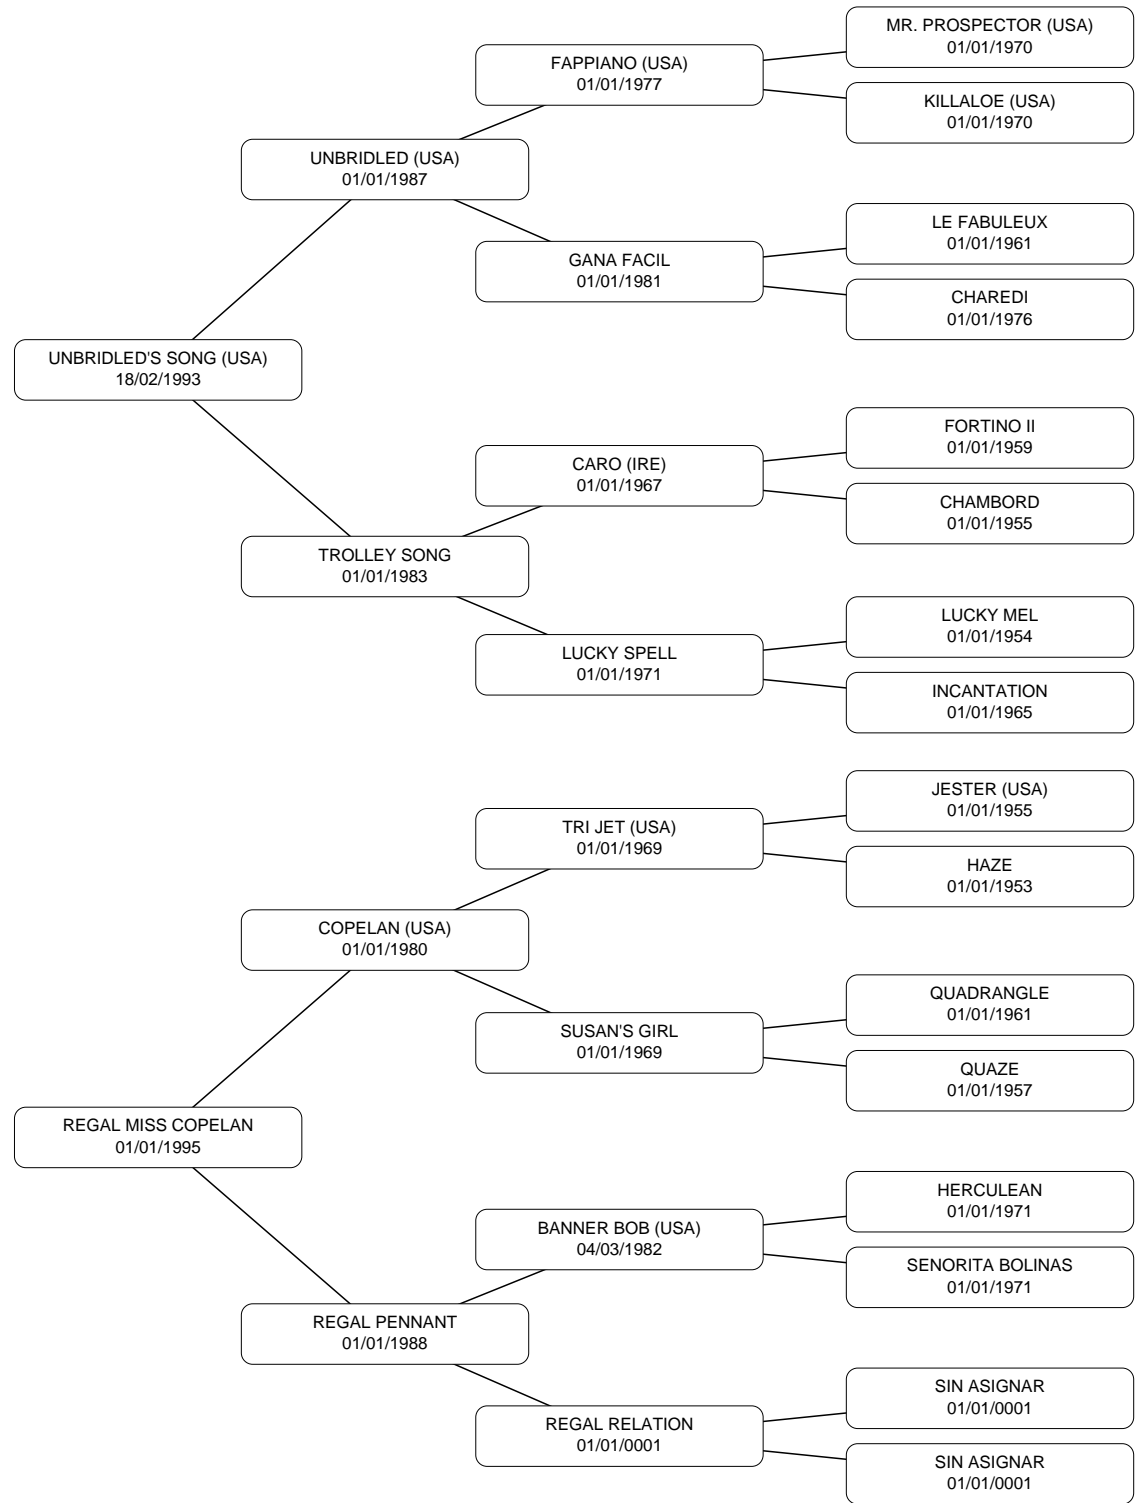 MR. PROSPECTOR (USA)
01/01/1970
FAPPIANO (USA)
01/01/1977
KILLALOE (USA)
01/01/1970
UNBRIDLED (USA)
01/01/1987
LE FABULEUX
01/01/1961
GANA FACIL
01/01/1981
CHAREDI
01/01/1976
UNBRIDLED'S SONG (USA)
18/02/1993
FORTINO II
01/01/1959
CARO (IRE)
01/01/1967
CHAMBORD
01/01/1955
TROLLEY SONG
01/01/1983
LUCKY MEL
01/01/1954
LUCKY SPELL
01/01/1971
INCANTATION
01/01/1965
JESTER (USA)
01/01/1955
TRI JET (USA)
01/01/1969
HAZE
01/01/1953
COPELAN (USA)
01/01/1980
QUADRANGLE
01/01/1961
SUSAN'S GIRL
01/01/1969
QUAZE
01/01/1957
REGAL MISS COPELAN
01/01/1995
HERCULEAN
01/01/1971
BANNER BOB (USA)
04/03/1982
SENORITA BOLINAS
01/01/1971
REGAL PENNANT
01/01/1988
SIN ASIGNAR
01/01/0001
REGAL RELATION
01/01/0001
SIN ASIGNAR
01/01/0001